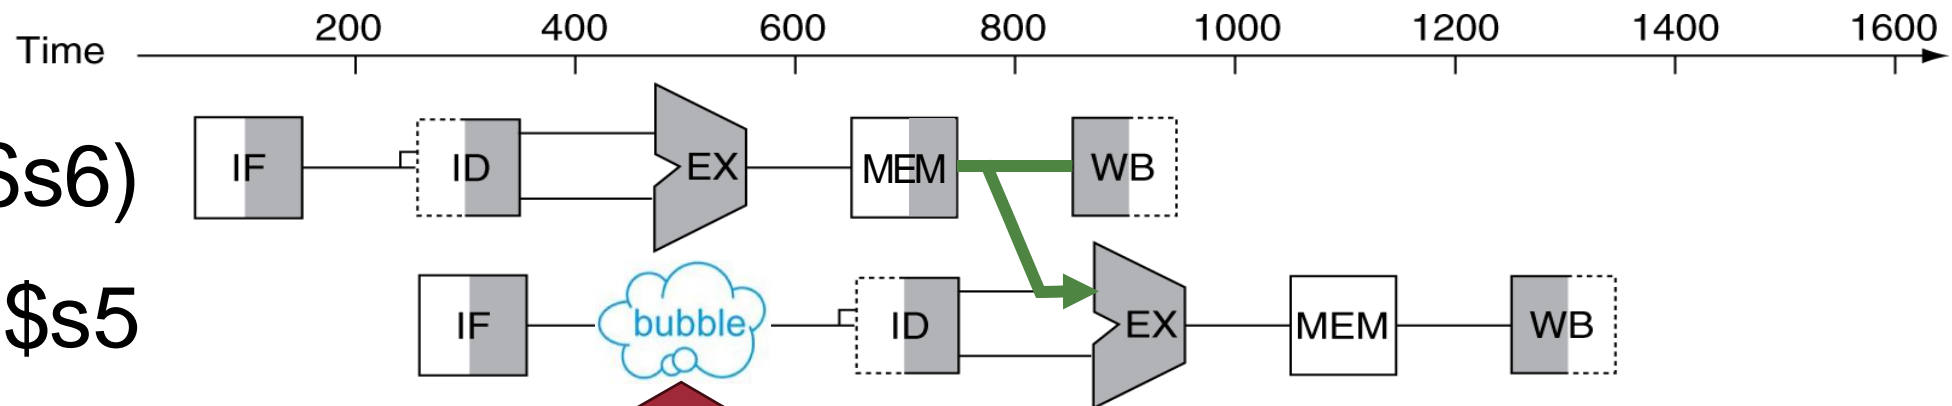 200 400 600 800 1000 1200 1400 1600
Time
$s6) IF ID EX MEM WB
$s5 IF bubble ID EX MEM WB